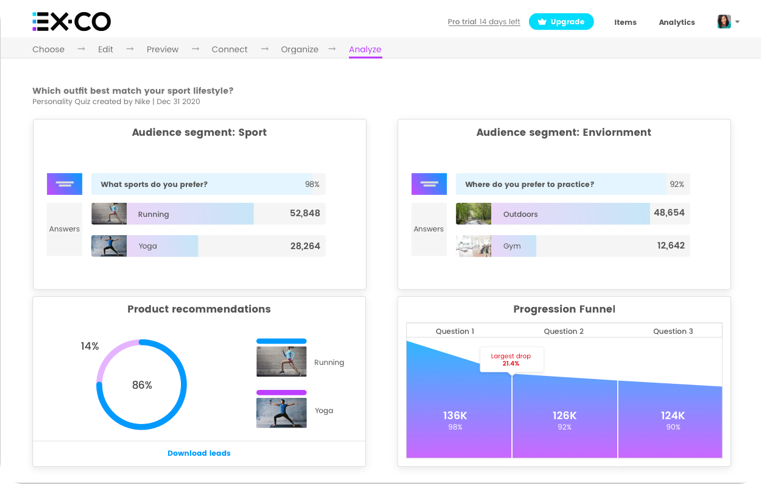 EX·CO
Pro trial 14 days left
Upgrade
Items
Analytics
Choose → Edit → Preview → Connect → Organize → Analyze
Which outfit best match your sport lifestyle?
Personality Quiz created by Nike | Dec 31 2020
Audience segment: Sport
What sports do you prefer? 98%
Answers
Running 52,848
Yoga 28,264
Audience segment: Enviornment
Where do you prefer to practice? 92%
Answers
Outdoors 48,654
Gym 12,642
Product recommendations
14%
86%
Running
Yoga
Download leads
Progression Funnel
Question 1 Question 2 Question 3
Largest drop
21.4%
136K 126K 124K
98% 92% 90%